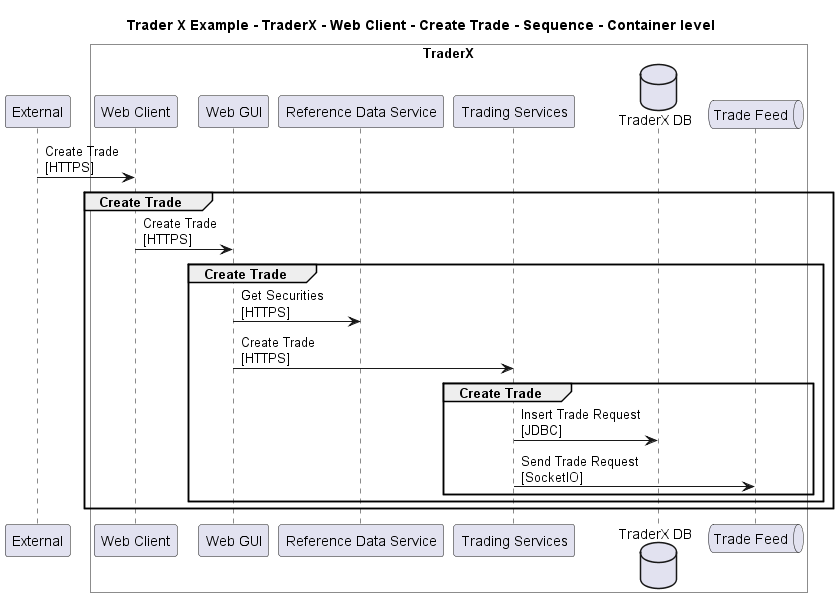 Trader X Example - TraderX - Web Client - Create Trade - Sequence - Container level
TraderX
External
Web Client
Web GUI
Reference Data Service
Trading Services
TraderX DB
Trade Feed
Create Trade
[HTTPS]
Create Trade
Create Trade
[HTTPS]
Create Trade
Get Securities
[HTTPS]
Create Trade
[HTTPS]
Create Trade
Insert Trade Request
[JDBC]
Send Trade Request
[SocketIO]
External
Web Client
Web GUI
Reference Data Service
Trading Services
TraderX DB
Trade Feed